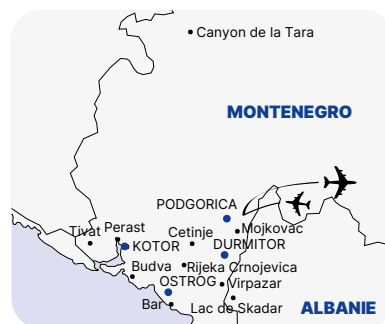 Canyon de la Tara
MONTENEGRO
PODGORICA
Tivat Perast Cetinje Mojkovac
KOTOR DURMITOR
Budva Rijeka Crnojevica
OSTROG Virpazar
Bar Lac de Skadar ALBANIE